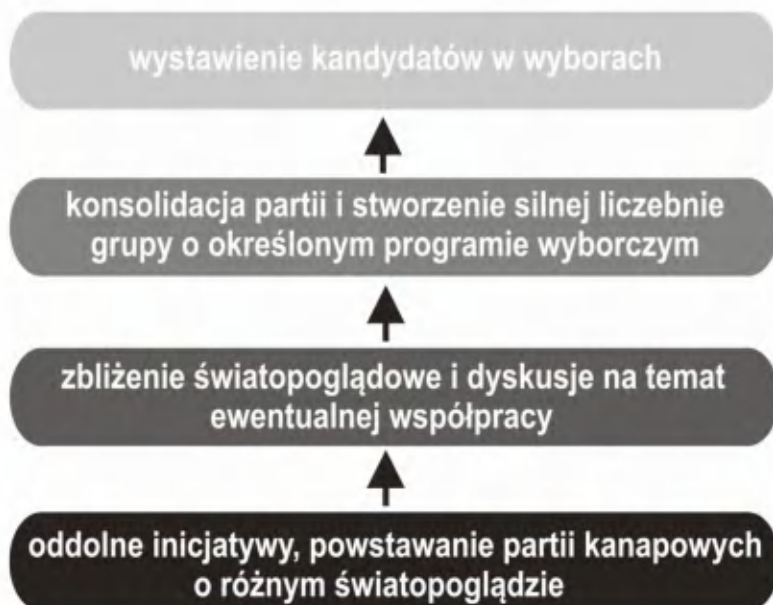 wystawienie kandydatów w wyborach
konsolidacja partii i stworzenie silnej liczebnie
grupy o określonym programie wyborczym
zbliżenie światopoglądowe i dyskusje na temat
ewentualnej współpracy
oddolne inicjatywy, powstawanie partii kanapowych
o różnym światopoglądzie